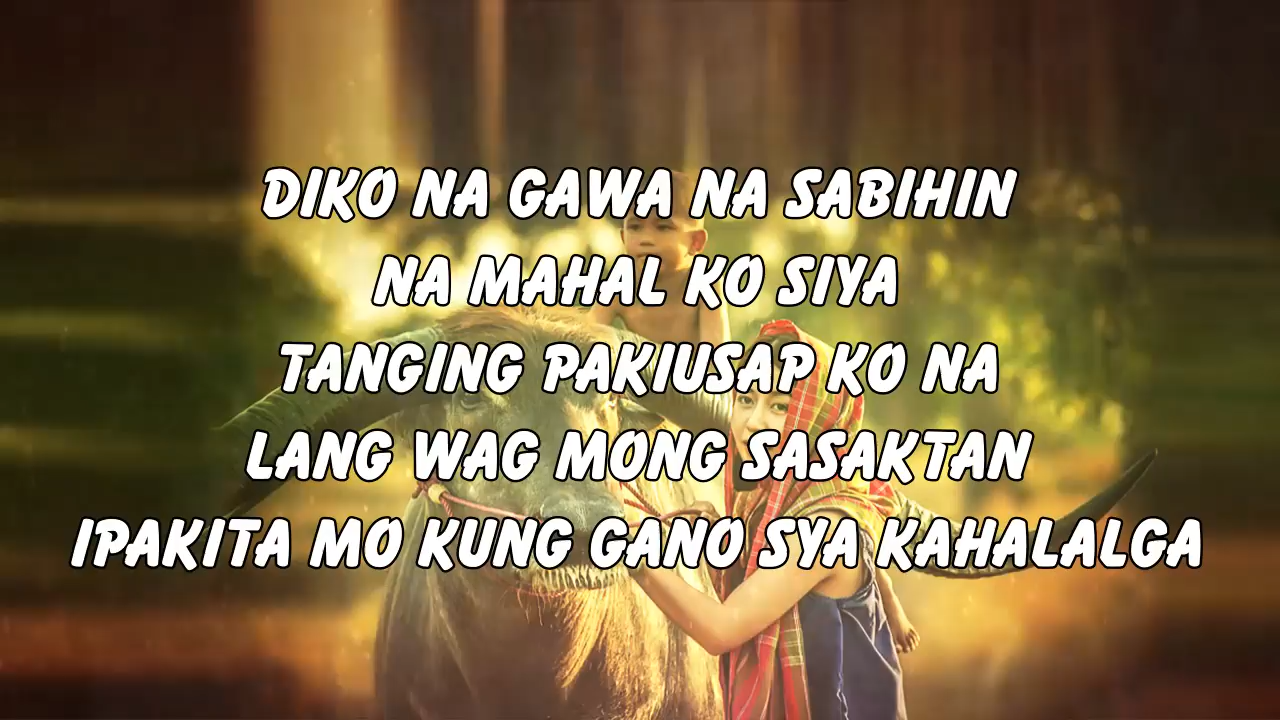 DIKO NA GAWA NA SABIHIN
NA MAHAL KO SIYA
TANGING PAKIUSAP KO NA
LANG WAG MONG SASAKTAN
IPAKITA MO KUNG GANO SYA KAHALALGA